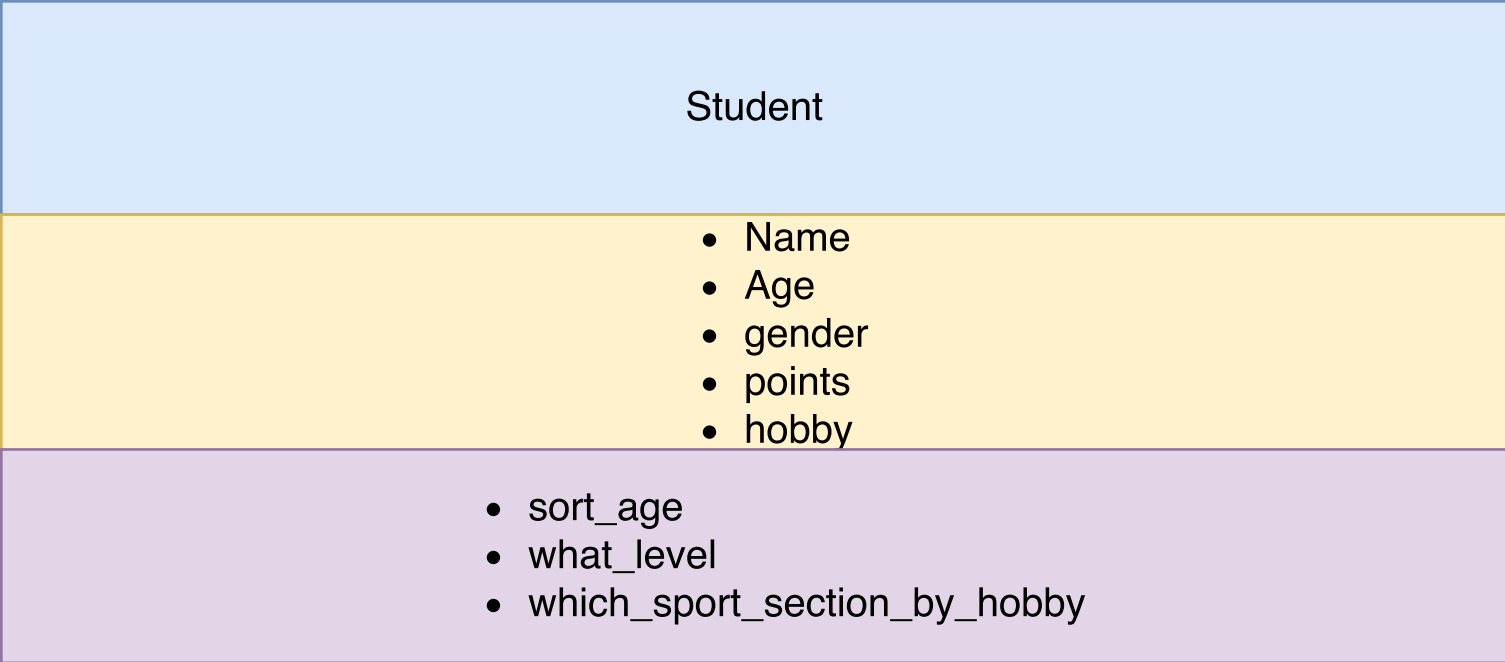 Student
• Name
• Age
• gender
• points
• hobby
• sort_age
• what_level
• which_sport_section_by_hobby